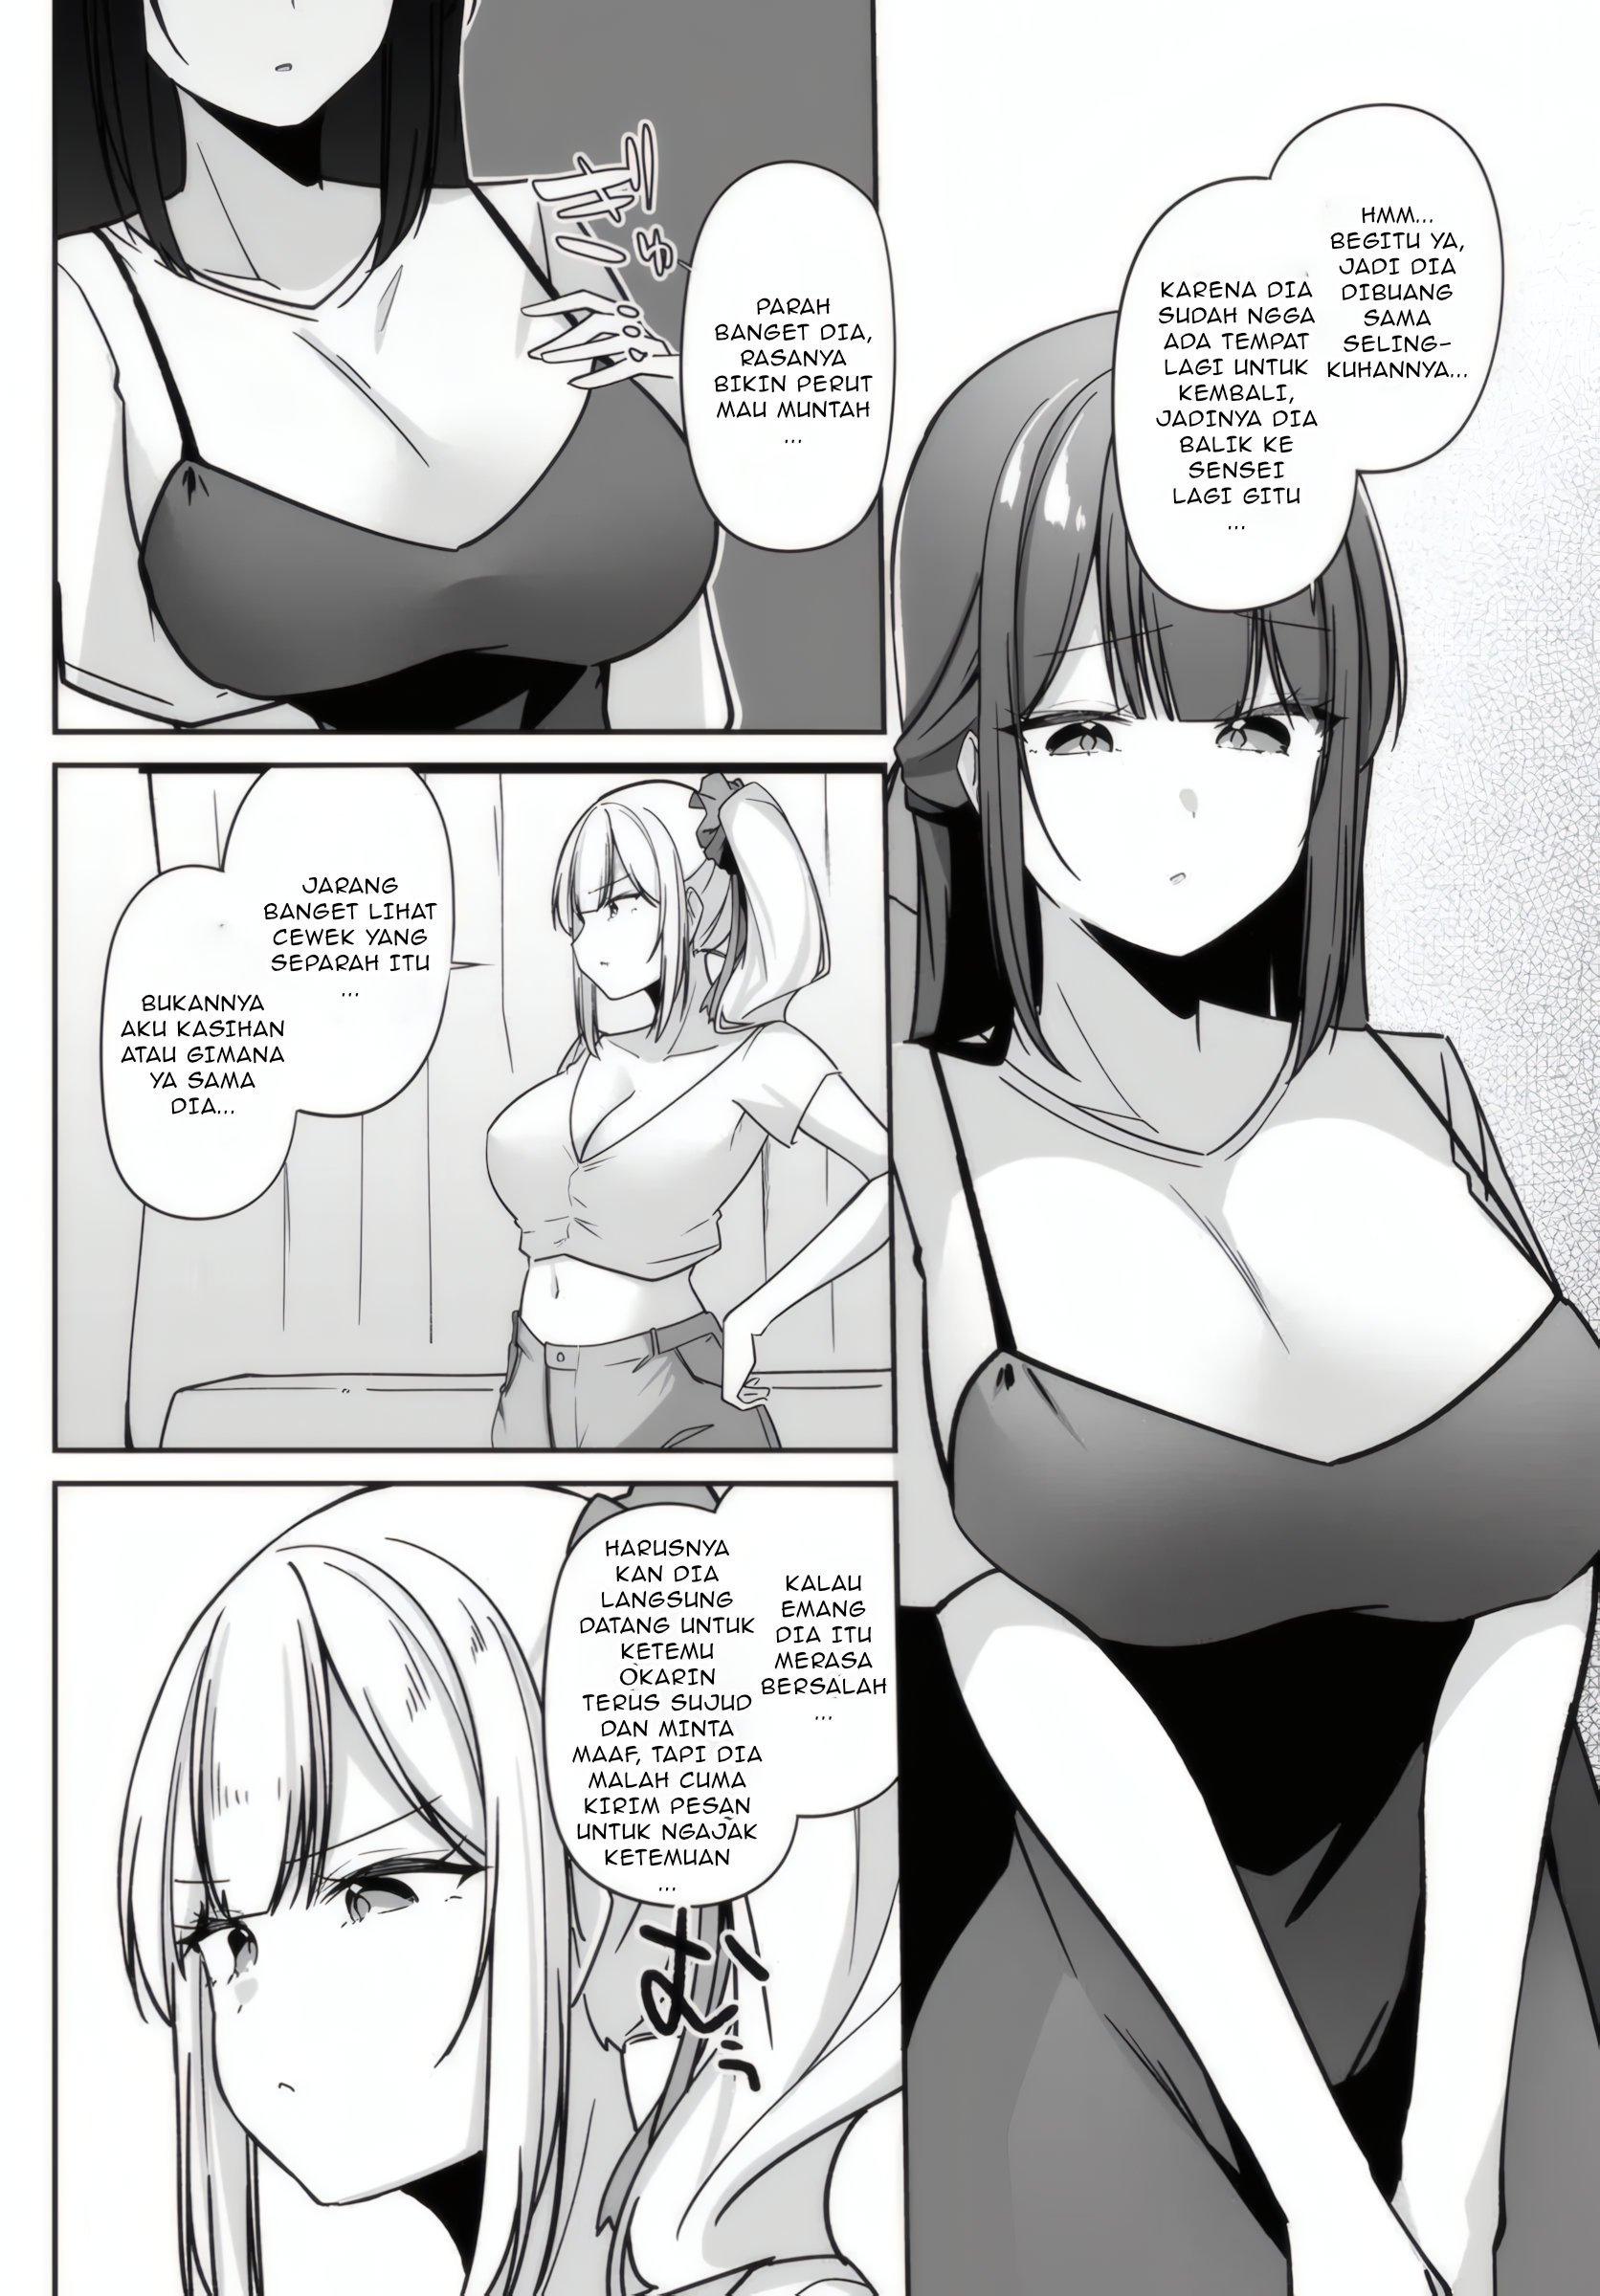 HMM...
BEGITU YA,
JADI DIA
DIBUANG
SAMA
SELING-
KUHANNYA...
KARENA DIA
SUDAH NGGA
ADA TEMPAT
LAGI UNTUK
KEMBALI,
JADINYA DIA
BALIK KE
SENSEI
LAGI GITU
...
PARAH
BANGET DIA,
RASANYA
BIKIN PERUT
MAU MUNTAH
...
JARANG
BANGET LIHAT
CEWEK YANG
SEPARAH ITU
...
BUKANNYA
AKU KASIHAN
ATAU GIMANA
YA SAMA
DIA...
KALAU
EMANG
DIA ITU
MERASA
BERSALAH
...
HARUSNYA
KAN DIA
LANGSUNG
DATANG UNTUK
KETEMU
OKARIN
TERUS SUJUD
DAN MINTA
MAAF, TAPI DIA
MALAH CUMA
KIRIM PESAN
UNTUK NGAJAK
KETEMUAN
...
む